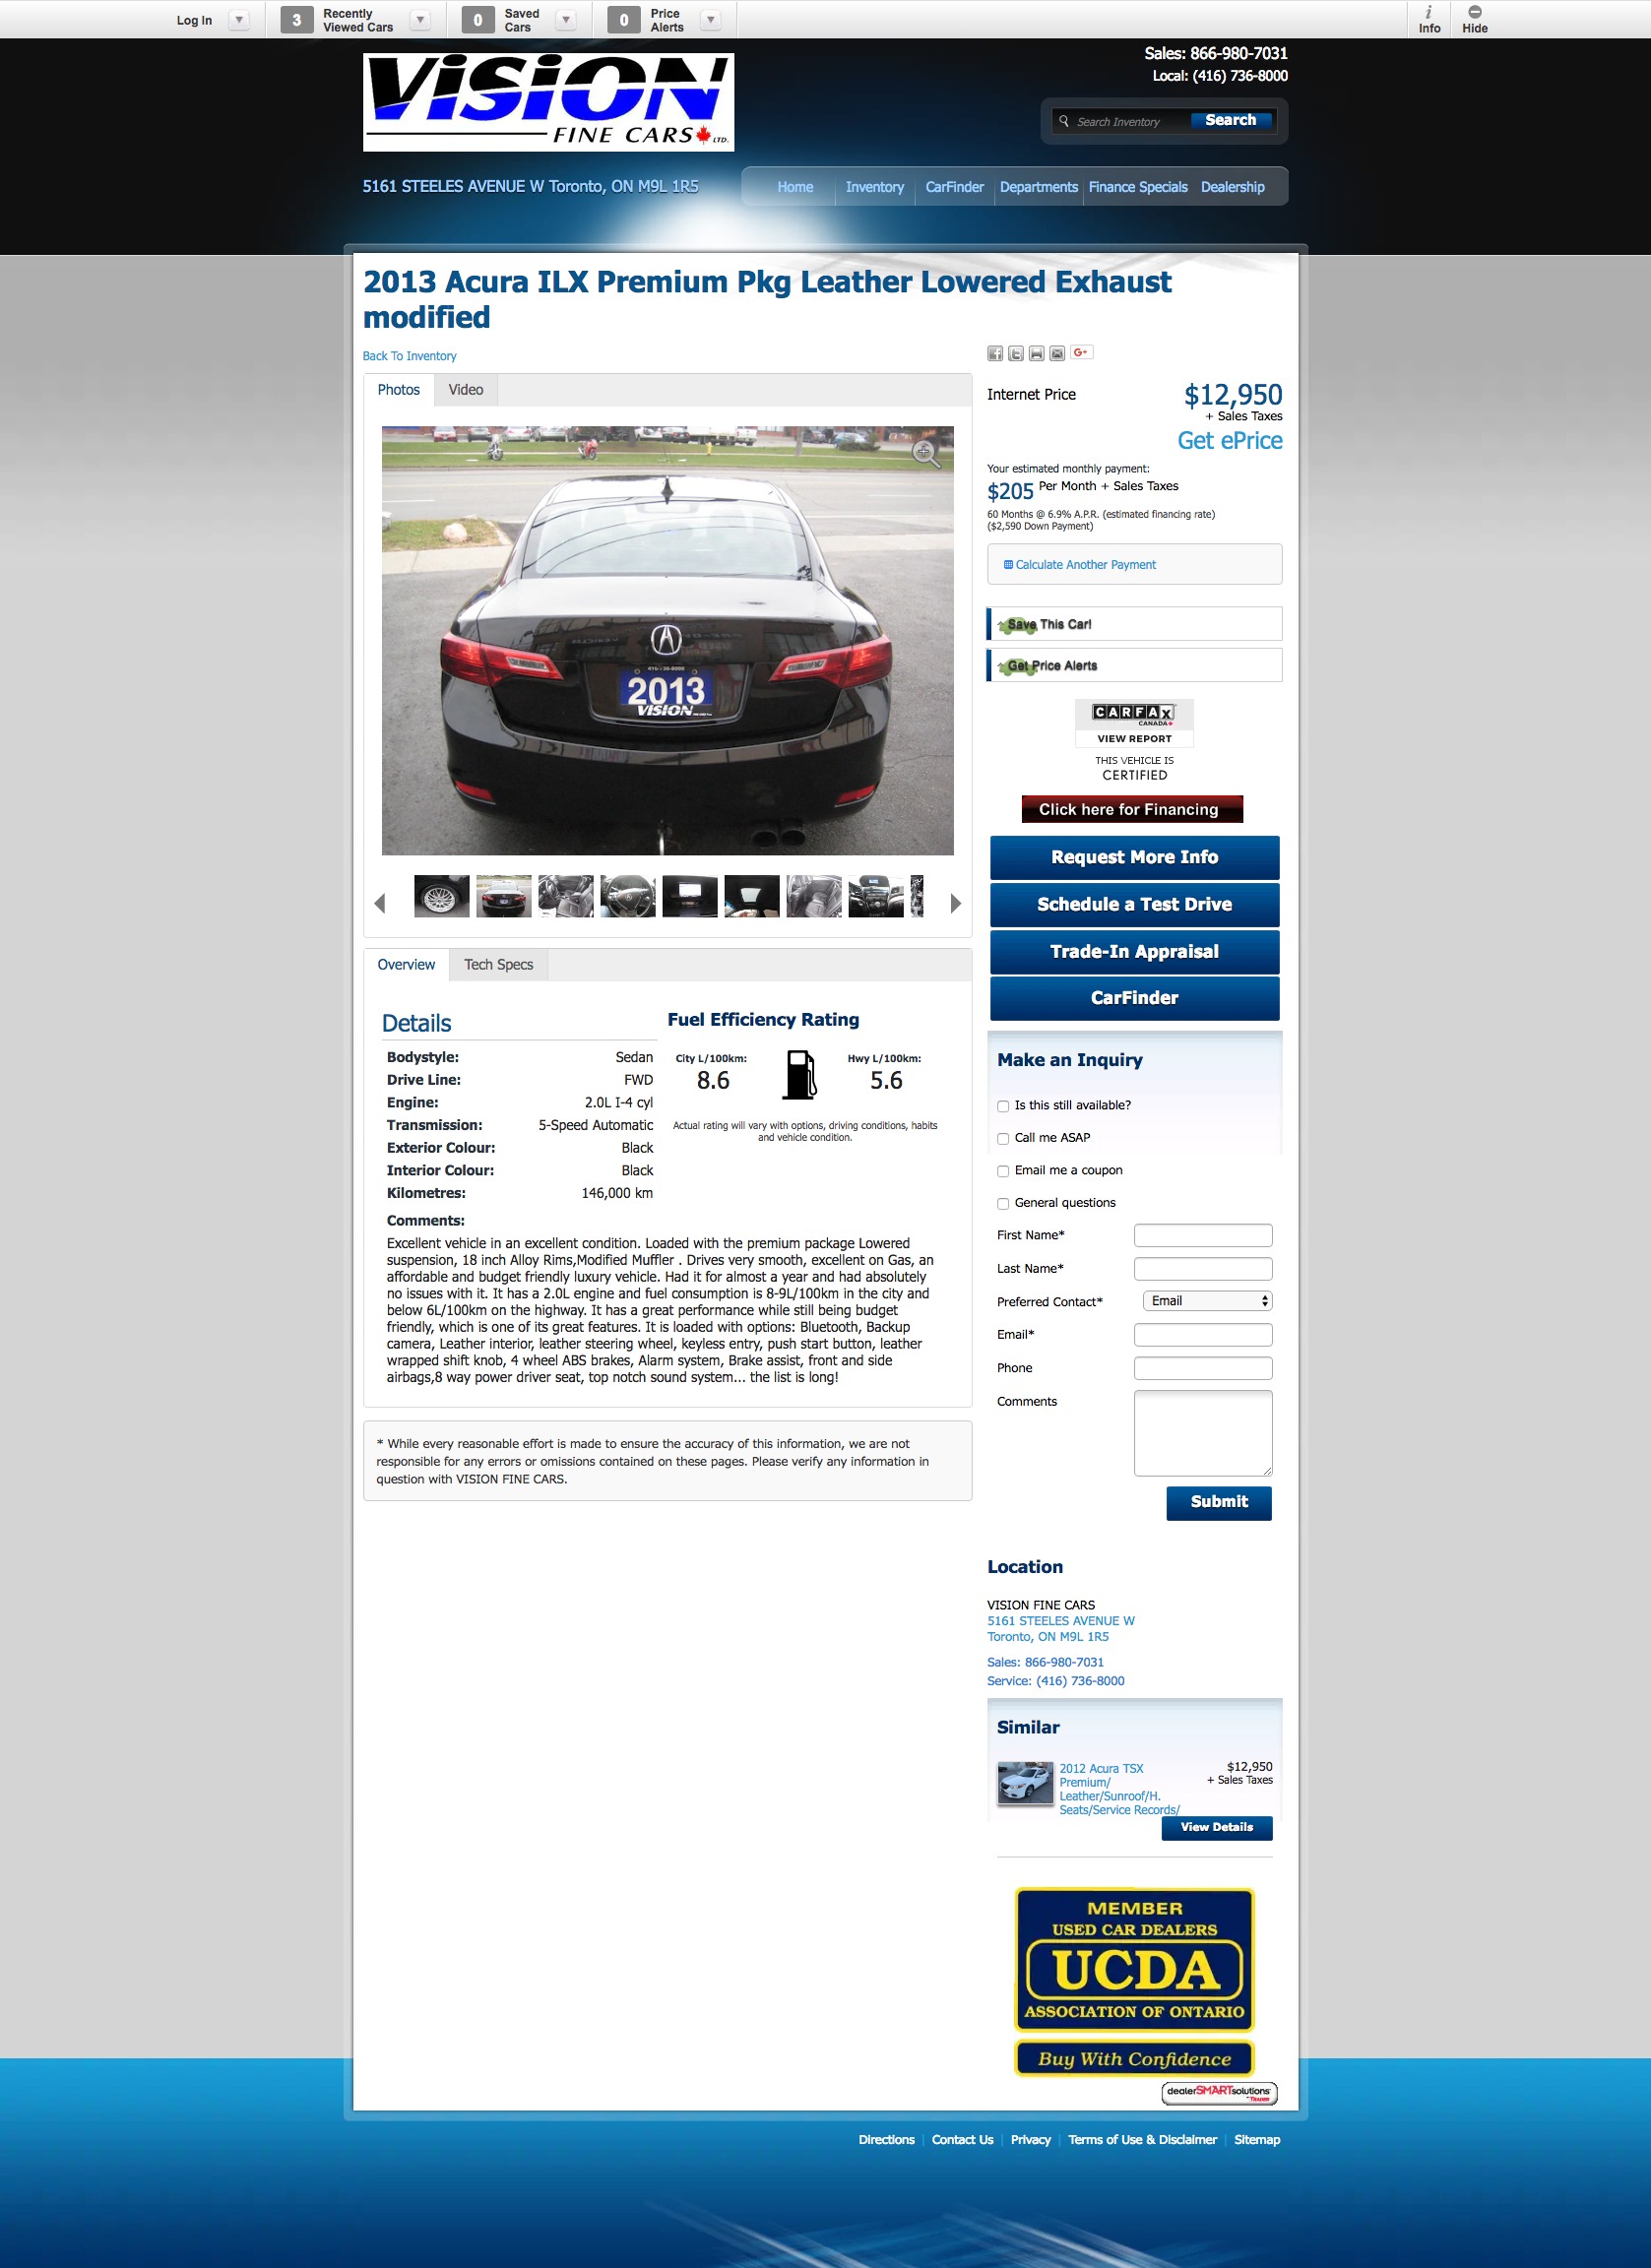 Log In
3
Recently
Viewed Cars
0
Saved
Cars
0
Price
Alerts
Info
Hide
VISION
FINE CARS LTD.
Sales: 866-980-7031
Local: (416) 736-8000
Search Inventory
Search
5161 STEELES AVENUE W Toronto, ON M9L 1R5
Home
Inventory
CarFinder
Departments
Finance Specials
Dealership
2013 Acura ILX Premium Pkg Leather Lowered Exhaust
modified
Back To Inventory
Photos
Video
416-736-8000
2013
VISION
Internet Price
$12,950
+ Sales Taxes
Get ePrice
Your estimated monthly payment:
$205 Per Month + Sales Taxes
60 Months @ 6.9% A.P.R. (estimated financing rate)
($2,590 Down Payment)
Calculate Another Payment
Save This Car!
Get Price Alerts
CARFAX
CANADA
VIEW REPORT
THIS VEHICLE IS
CERTIFIED
Click here for Financing
Request More Info
Schedule a Test Drive
Trade-In Appraisal
CarFinder
Overview
Tech Specs
Details
Bodystyle: Sedan
Drive Line: FWD
Engine: 2.0L I-4 cyl
Transmission: 5-Speed Automatic
Exterior Colour: Black
Interior Colour: Black
Kilometres: 146,000 km
Fuel Efficiency Rating
City L/100km:
8.6
Hwy L/100km:
5.6
Actual rating will vary with options, driving conditions, habits
and vehicle condition.
Comments:
Excellent vehicle in an excellent condition. Loaded with the premium package Lowered
suspension, 18 inch Alloy Rims,Modified Muffler . Drives very smooth, excellent on Gas, an
affordable and budget friendly luxury vehicle. Had it for almost a year and had absolutely
no issues with it. It has a 2.0L engine and fuel consumption is 8-9L/100km in the city and
below 6L/100km on the highway. It has a great performance while still being budget
friendly, which is one of its great features. It is loaded with options: Bluetooth, Backup
camera, Leather interior, leather steering wheel, keyless entry, push start button, leather
wrapped shift knob, 4 wheel ABS brakes, Alarm system, Brake assist, front and side
airbags,8 way power driver seat, top notch sound system... the list is long!
* While every reasonable effort is made to ensure the accuracy of this information, we are not
responsible for any errors or omissions contained on these pages. Please verify any information in
question with VISION FINE CARS.
Make an Inquiry
Is this still available?
Call me ASAP
Email me a coupon
General questions
First Name*
Last Name*
Preferred Contact*
Email
Email*
Phone
Comments
Submit
Location
VISION FINE CARS
5161 STEELES AVENUE W
Toronto, ON M9L 1R5
Sales: 866-980-7031
Service: (416) 736-8000
Similar
2012 Acura TSX
Premium/
Leather/Sunroof/H.
Seats/Service Records/
$12,950
+ Sales Taxes
View Details
MEMBER
USED CAR DEALERS
UCDA
ASSOCIATION OF ONTARIO
Buy With Confidence
dealerSMARTsolutions
Directions
Contact Us
Privacy
Terms of Use & Disclaimer
Sitemap